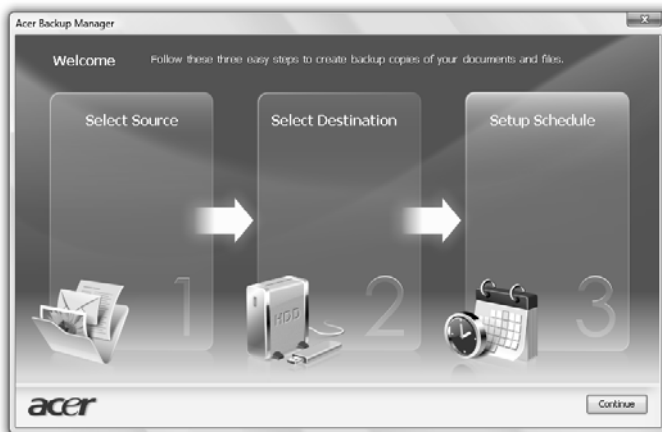 Acer Backup Manager
x
Welcome Follow these three easy steps to create backup copies of your documents and files.
Select Source
Select Destination
Setup Schedule
1
2
3
HDD
acer
Continue